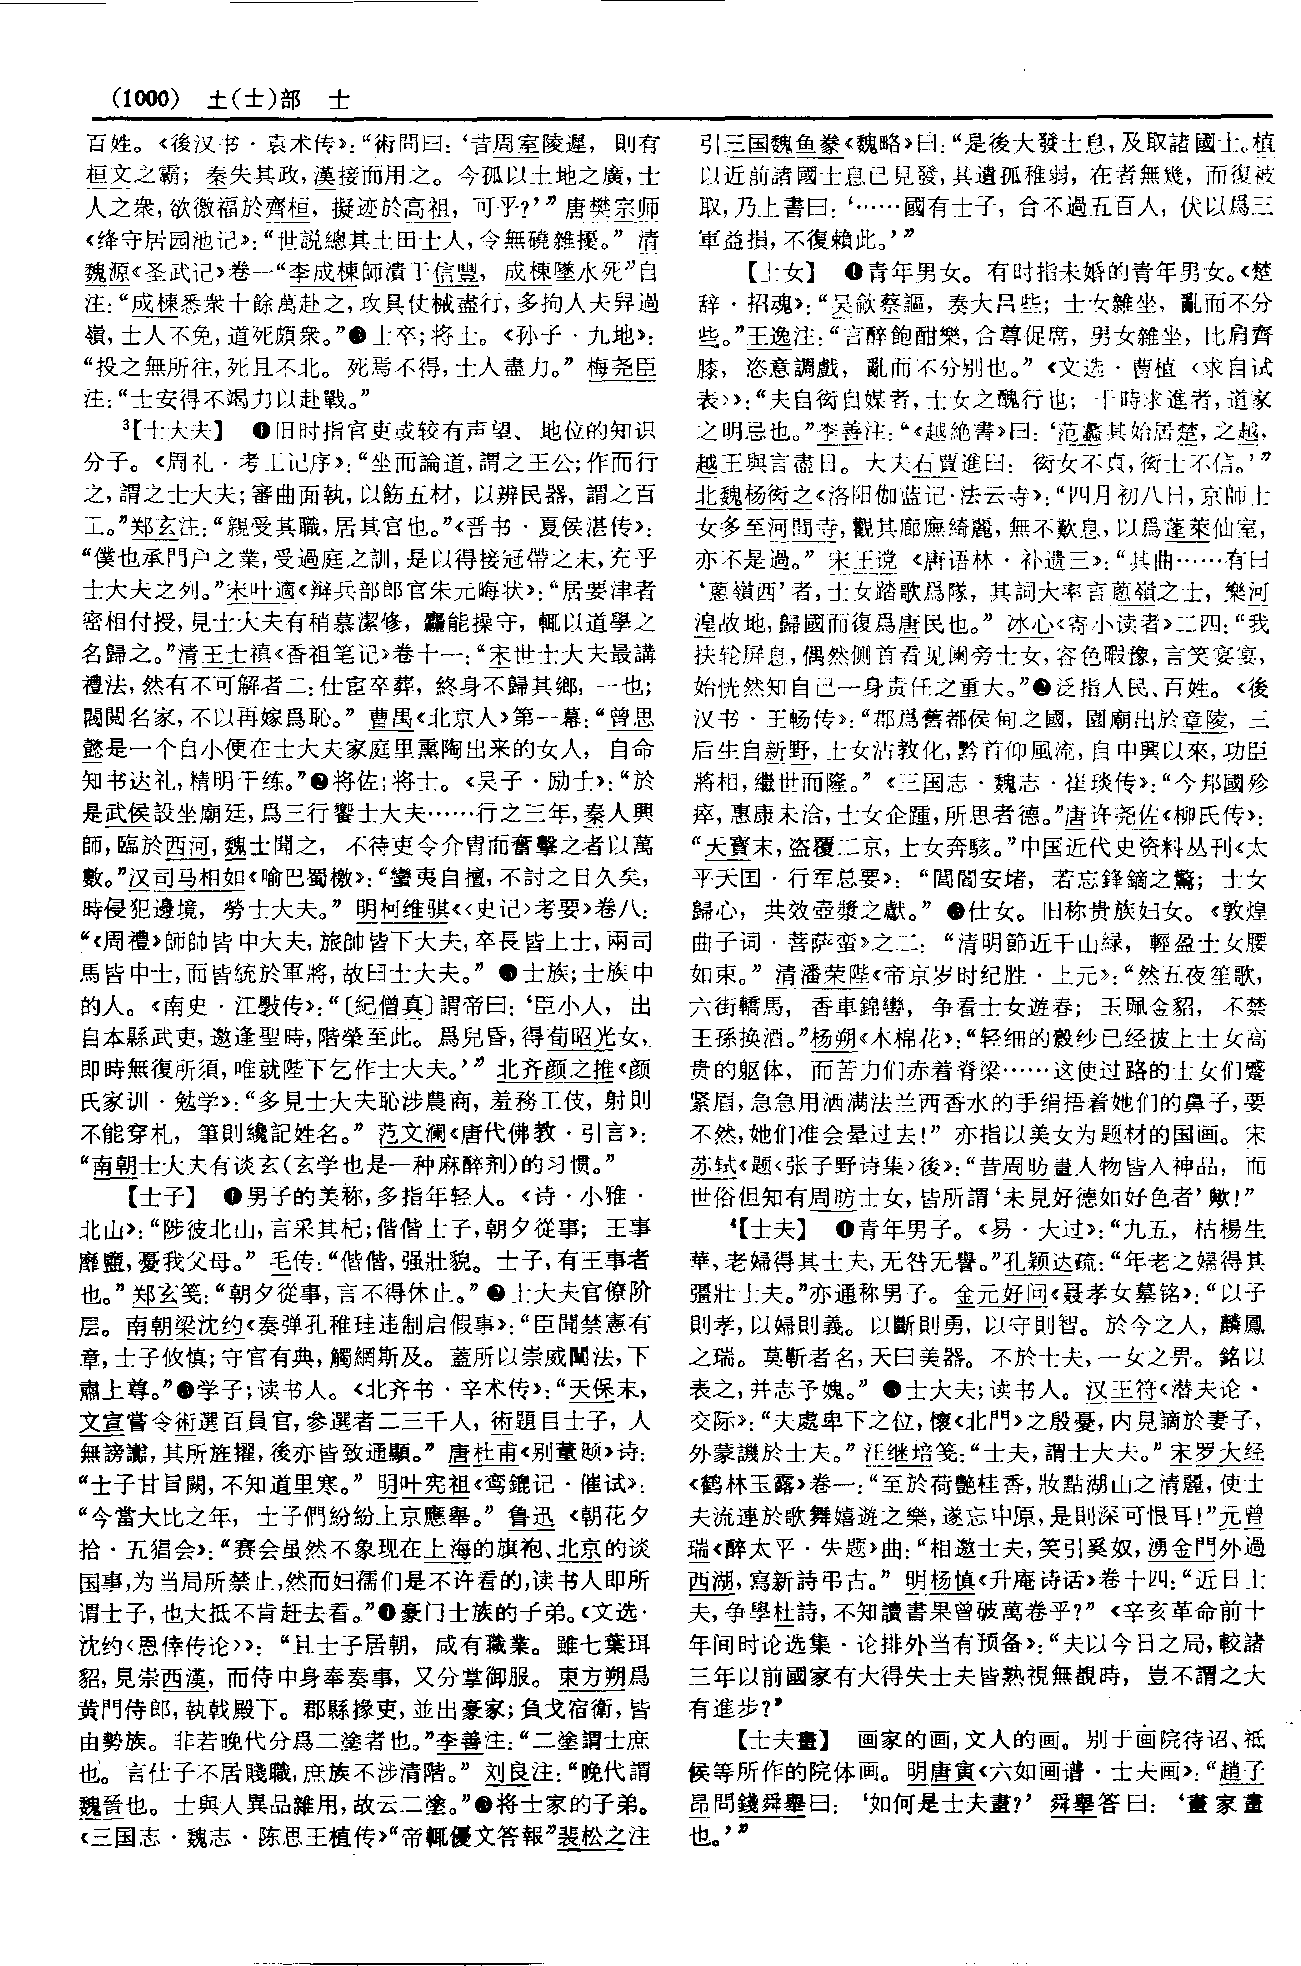 (1000)　土(士)部　士
百姓。《後汉书·袁术传》：“術問曰：‘昔周室陵遲，則有
桓文之霸；秦失其政，漢接而用之。今孤以土地之廣，士
人之衆，欲徼福於齊桓，擬迹於高祖，可乎？’”唐樊宗师
《绛守居园池记》：“世説總其土田士人，令無磽雜擾。”清
魏源《圣武记》卷一“李成棟師潰于信豐，成棟墜水死”自
注：“成棟悉衆十餘萬赴之，攻具仗械盡行，多拘人夫舁過
嶺，士人不免，道死頗衆。”❸士卒；将士。《孙子·九地》：
“投之無所往，死且不北。死焉不得，士人盡力。”梅尧臣
注：“士安得不竭力以赴戰。”
³【士大夫】　❶旧时指官吏或较有声望、地位的知识
分子。《周礼·考工记序》：“坐而論道，謂之王公；作而行
之，謂之士大夫；審曲面執，以飭五材，以辨民器，謂之百
工。”郑玄注：“親受其職，居其官也。”《晋书·夏侯湛传》：
“僕也承門户之業，受過庭之訓，是以得接冠帶之末，充乎
士大夫之列。”宋叶適《辩兵部郎官朱元晦状》：“居要津者
密相付授，見士大夫有稍慕潔修，麤能操守，輒以道學之
名歸之。”清王士禛《香祖笔记》卷十一：“宋世士大夫最講
禮法，然有不可解者二：仕宦卒葬，終身不歸其鄉，一也；
閥閲名家，不以再嫁爲恥。”曹禺《北京人》第一幕：“曾思
懿是一个自小便在士大夫家庭里熏陶出来的女人，自命
知书达礼，精明干练。”❷将佐；将士。《吴子·励士》：“於
是武侯設坐廟廷，爲三行饗士大夫……行之三年，秦人興
師，臨於西河，魏士聞之，不待吏令介冑而奮擊之者以萬
數。”汉司马相如《喻巴蜀檄》：“蠻夷自擅，不討之日久矣，
時侵犯邊境，勞士大夫。”明柯维骐《〈史记〉考要》卷八：
“《周禮》師帥皆中大夫，旅帥皆下大夫，卒長皆上士，兩司
馬皆中士，而皆统於軍將，故曰士大夫。”❸士族；士族中
的人。《南史·江斆传》：“〔紀僧真〕謂帝曰：‘臣小人，出
自本縣武吏，邀逢聖時，階榮至此。爲兒昏，得荀昭光女，
即時無復所須，唯就陛下乞作士大夫。’”北齐颜之推《颜
氏家训·勉学》：“多見士大夫恥涉農商，羞務工伎，射則
不能穿札，筆則纔記姓名。”范文澜《唐代佛教·引言》：
“南朝士大夫有谈玄（玄学也是一种麻醉剂）的习惯。”
【士子】　❶男子的美称，多指年轻人。《诗·小雅·
北山》：“陟彼北山，言采其杞；偕偕士子，朝夕從事；王事
靡盬，憂我父母。”毛传：“偕偕，强壯貌。士子，有王事者
也。”郑玄笺：“朝夕從事，言不得休止。”❷士大夫官僚阶
层。南朝梁沈约《奏弹孔稚珪违制启假事》：“臣聞禁憲有
章，士子攸慎；守官有典，觸網斯及。蓋所以崇威闡法，下
肅上尊。”❸学子；读书人。《北齐书·辛术传》：“天保末，
文宣嘗令術選百員官，參選者二三千人，術題目士子，人
無謗讟，其所旌擢，後亦皆致通顯。”唐杜甫《别董颋》诗：
“士子甘旨闕，不知道里寒。”明叶宪祖《鸾鎞记·催试》：
“今當大比之年，士子們紛紛上京應舉。”鲁迅《朝花夕
拾·五猖会》：“赛会虽然不象现在上海的旗袍、北京的谈
国事，为当局所禁止，然而妇孺们是不许看的，读书人即所
谓士子，也大抵不肯赶去看。”❹豪门士族的子弟。《文选·
沈约〈恩倖传论〉》：“且士子居朝，咸有職業。雖七葉珥
貂，見崇西漢，而侍中身奉奏事，又分掌御服。東方朔爲
黄門侍郎，執戟殿下。郡縣掾吏，並出豪家；負戈宿衛，皆
由勢族。非若晚代分爲二塗者也。”李善注：“二塗謂士庶
也。言仕子不居賤職，庶族不涉清階。”刘良注：“晚代謂
魏晉也。士與人異品雜用，故云二塗。”❺将士家的子弟。
《三国志·魏志·陈思王植传》“帝輒優文答報”裴松之注
引三国魏鱼豢《魏略》曰：“是後大發士息，及取諸國士。植
以近前諸國士息已見發，其遺孤稚弱，在者無幾，而復被
取，乃上書曰：‘……國有士子，合不過五百人，伏以爲三
軍益損，不復賴此。’”
【士女】　❶青年男女。有时指未婚的青年男女。《楚
辞·招魂》：“吴歈蔡謳，奏大吕些；士女雜坐，亂而不分
些。”王逸注：“言醉飽酣樂，合尊促席，男女雜坐，比肩齊
膝，恣意調戲，亂而不分别也。”《文选·曹植〈求自试
表〉》：“夫自衒自媒者，士女之醜行也；干時求進者，道家
之明忌也。”李善注：“《越絶書》曰：‘范蠡其始居楚，之越，
越王與言盡日。大夫石買進曰：衒女不貞，衒士不信。’”
北魏杨衒之《洛阳伽蓝记·法云寺》：“四月初八日，京師士
女多至河間寺，觀其廊廡綺麗，無不歎息，以爲蓬萊仙室，
亦不是過。”宋王谠《唐语林·补遗三》：“其曲……有曰
‘蔥嶺西’者，士女踏歌爲隊，其詞大率言蔥嶺之士，樂河
湟故地，歸國而復爲唐民也。”冰心《寄小读者》二四：“我
扶轮屏息，偶然侧首看见阑旁士女，容色暇豫，言笑宴宴，
始恍然知自己一身责任之重大。”❷泛指人民、百姓。《後
汉书·王畅传》：“郡爲舊都侯甸之國，園廟出於章陵，三
后生自新野，士女沾教化，黔首仰風流，自中興以來，功臣
將相，繼世而隆。”《三国志·魏志·崔琰传》：“今邦國殄
瘁，惠康未洽，士女企踵，所思者德。”唐许尧佐《柳氏传》：
“天寶末，盜覆二京，士女奔駭。”中国近代史资料丛刊《太
平天国·行军总要》：“閭閻安堵，若忘鋒鏑之驚；士女
歸心，共效壺漿之獻。”❸仕女。旧称贵族妇女。《敦煌
曲子词·菩萨蛮》之二：“清明節近千山緑，輕盈士女腰
如束。”清潘荣陛《帝京岁时纪胜·上元》：“然五夜笙歌，
六街轎馬，香車錦轡，争看士女遊春；玉珮金貂，不禁
王孫换酒。”杨朔《木棉花》：“轻细的縠纱已经披上士女高
贵的躯体，而苦力们赤着脊梁……这使过路的士女们蹙
紧眉，急急用洒满法兰西香水的手绢捂着她们的鼻子，要
不然，她们准会晕过去！”亦指以美女为题材的国画。宋
苏轼《题〈张子野诗集〉後》：“昔周昉畫人物皆入神品，而
世俗但知有周昉士女，皆所謂‘未見好德如好色者’歟！”
⁴【士夫】　❶青年男子。《易·大过》：“九五，枯楊生
華，老婦得其士夫，无咎无譽。”孔颖达疏：“年老之婦得其
彊壯士夫。”亦通称男子。金元好问《聂孝女墓铭》：“以子
則孝，以婦則義。以斷則勇，以守則智。於今之人，麟鳳
之瑞。莫斬者名，天曰美器。不於士夫，一女之畀。銘以
表之，并志予媿。”❷士大夫；读书人。汉王符《潜夫论·
交际》：“夫處卑下之位，懷《北門》之殷憂，内見謫於妻子，
外蒙譏於士夫。”汪继培笺：“士夫，謂士大夫。”宋罗大经
《鹤林玉露》卷一：“至於荷艷桂香，妝點湖山之清麗，使士
夫流連於歌舞嬉遊之樂，遂忘中原，是則深可恨耳！”元曾
瑞《醉太平·失题》曲：“相邀士夫，笑引奚奴，湧金門外過
西湖，寫新詩弔古。”明杨慎《升庵诗话》卷十四：“近日士
夫，争學杜詩，不知讀書果曾破萬卷乎？”《辛亥革命前十
年间时论选集·论排外当有预备》：“夫以今日之局，較諸
三年以前國家有大得失士夫皆熟視無覩時，豈不謂之大
有進步？”
【士夫畫】　画家的画，文人的画。别于画院待诏、祗
候等所作的院体画。明唐寅《六如画谱·士夫画》：“趙子
昂問錢舜舉曰：‘如何是士夫畫？’舜舉答曰：‘畫家畫
也。’”